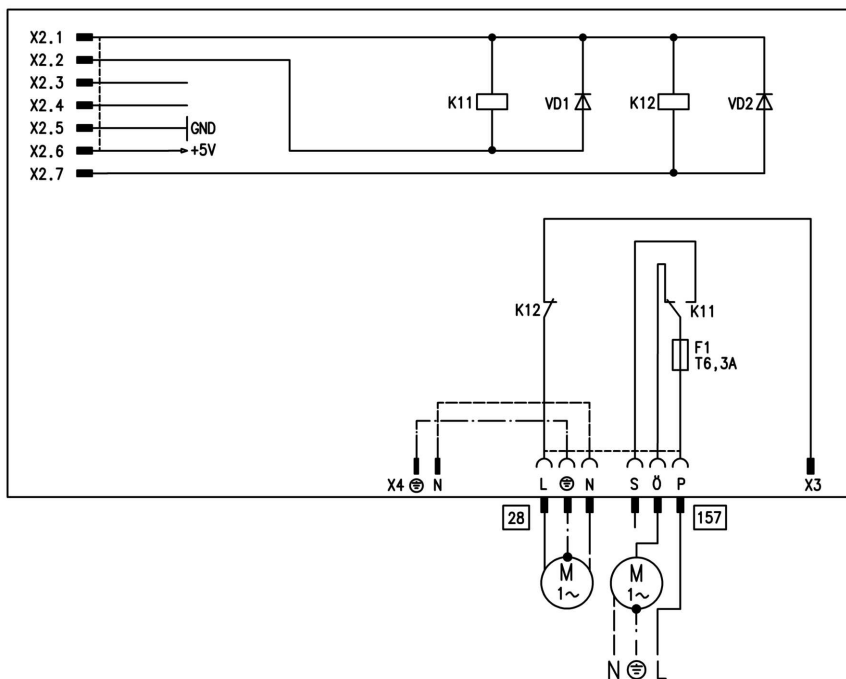 X2.1
X2.2
X2.3
X2.4
X2.5 GND
X2.6 +5V
X2.7
K11 VD1 K12 VD2
K12 K11
F1
T6,3A
X4 N L N S Ö P X3
28 157
M
1~
M
1~
N L